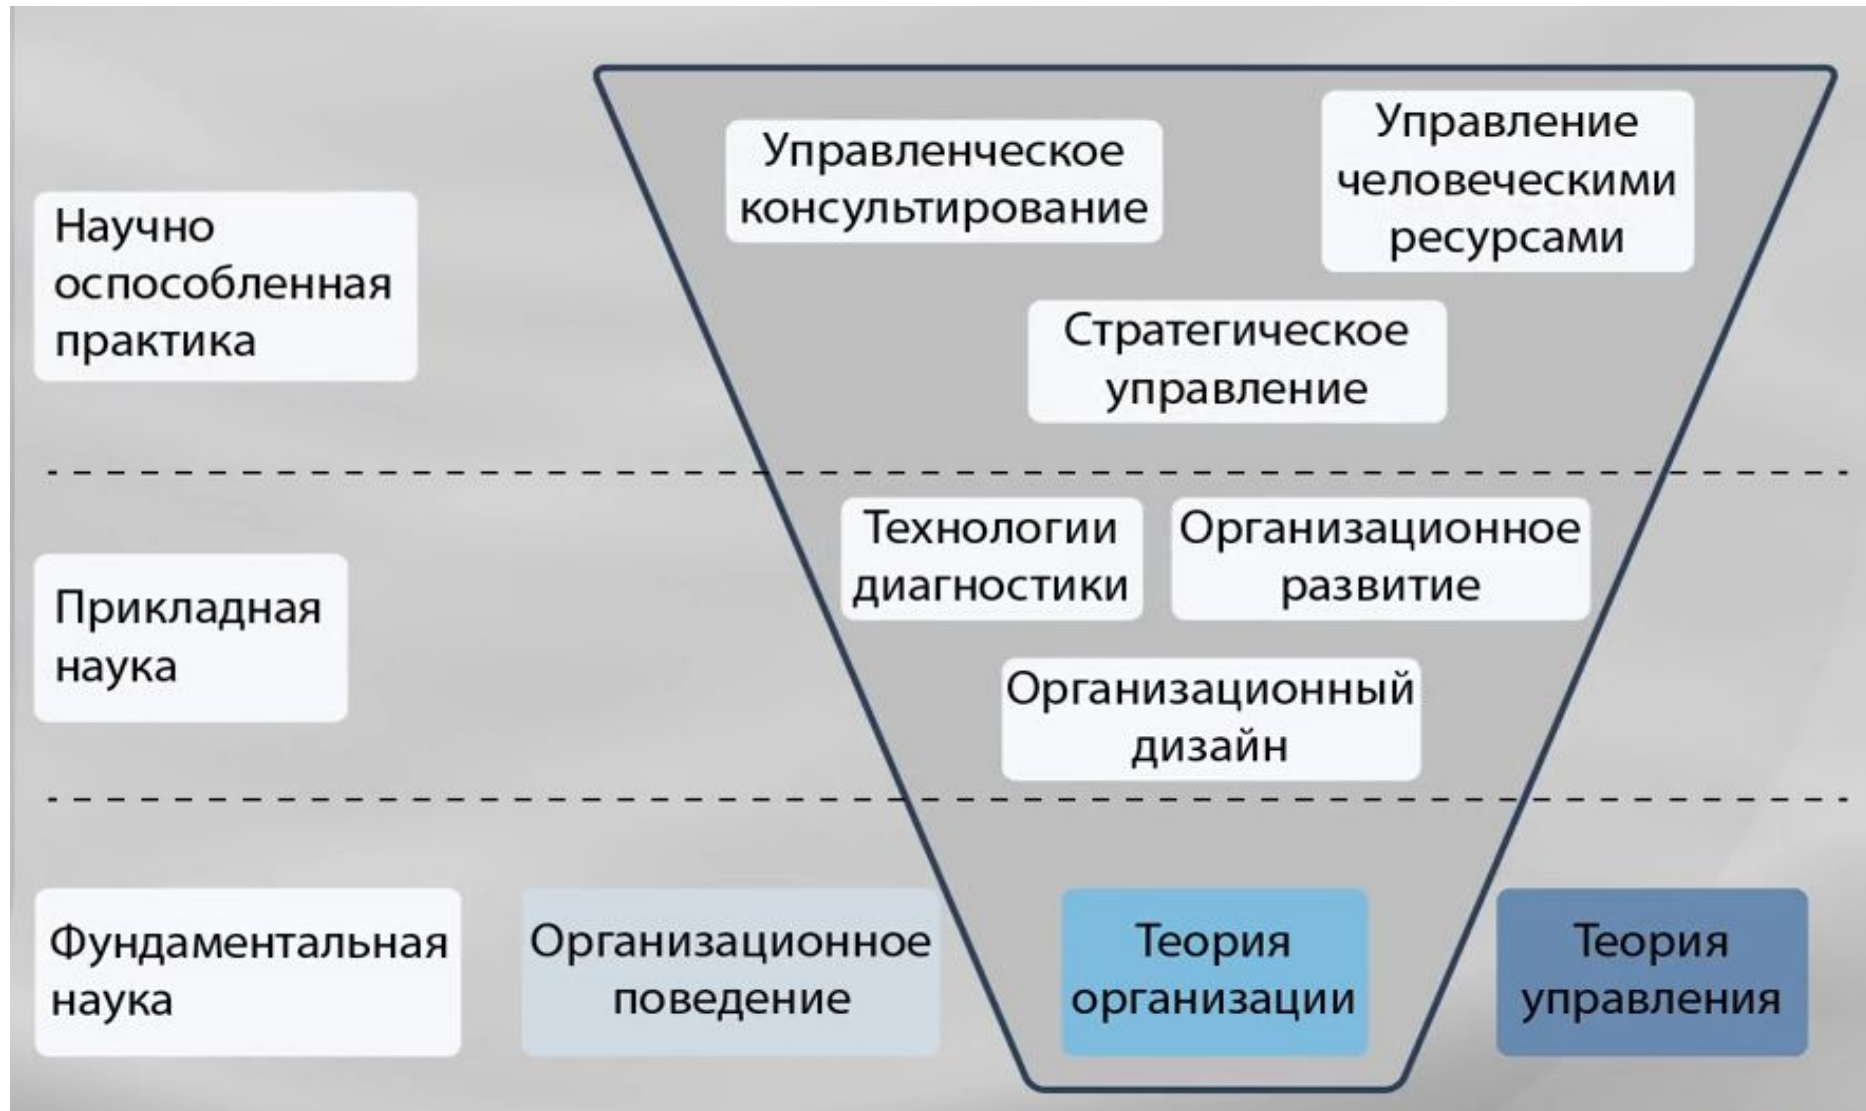 Управленческое
консультирование
Управление
человеческими
ресурсами
Научно
оспособленная
практика
Стратегическое
управление
Технологии
диагностики
Организационное
развитие
Прикладная
наука
Организационный
дизайн
Фундаментальная
наука
Организационное
поведение
Теория
организации
Теория
управления